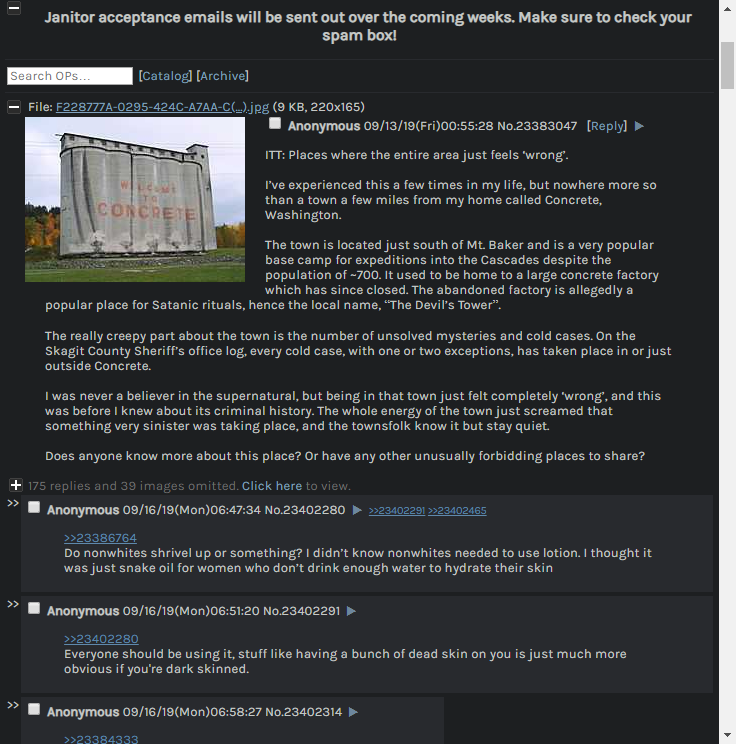 Janitor acceptance emails will be sent out over the coming weeks. Make sure to check your
spam box!
Search OPs...
[Catalog] [Archive]
File: F228777A-0295-424C-A7AA-C(...).jpg (9 KB, 220x165)
Anonymous 09/13/19(Fri)00:55:28 No.23383047 [Reply] ▶
WELCOME
TO
CONCRETE
ITT: Places where the entire area just feels ‘wrong’.
I’ve experienced this a few times in my life, but nowhere more so
than a town a few miles from my home called Concrete,
Washington.
The town is located just south of Mt. Baker and is a very popular
base camp for expeditions into the Cascades despite the
population of ~700. It used to be home to a large concrete factory
which has since closed. The abandoned factory is allegedly a
popular place for Satanic rituals, hence the local name, “The Devil’s Tower”.
The really creepy part about the town is the number of unsolved mysteries and cold cases. On the
Skagit County Sheriff’s office log, every cold case, with one or two exceptions, has taken place in or just
outside Concrete.
I was never a believer in the supernatural, but being in that town just felt completely ‘wrong’, and this
was before I knew about its criminal history. The whole energy of the town just screamed that
something very sinister was taking place, and the townsfolk know it but stay quiet.
Does anyone know more about this place? Or have any other unusually forbidding places to share?
175 replies and 39 images omitted. Click here to view.
>> Anonymous 09/16/19(Mon)06:47:34 No.23402280 ▶ >>23402291 >>23402465
>>23386764
Do nonwhites shrivel up or something? I didn’t know nonwhites needed to use lotion. I thought it
was just snake oil for women who don’t drink enough water to hydrate their skin
>> Anonymous 09/16/19(Mon)06:51:20 No.23402291 ▶
>>23402280
Everyone should be using it, stuff like having a bunch of dead skin on you is just much more
obvious if you're dark skinned.
>> Anonymous 09/16/19(Mon)06:58:27 No.23402314 ▶
>>23384333